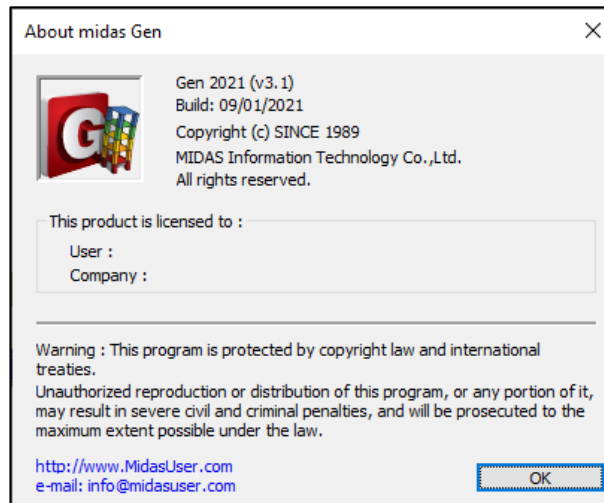 About midas Gen
G
Gen 2021 (v3.1)
Build: 09/01/2021
Copyright (c) SINCE 1989
MIDAS Information Technology Co.,Ltd.
All rights reserved.
This product is licensed to :
User :
Company :
Warning : This program is protected by copyright law and international
treaties.
Unauthorized reproduction or distribution of this program, or any portion of it,
may result in severe civil and criminal penalties, and will be prosecuted to the
maximum extent possible under the law.
http://www.MidasUser.com
e-mail: info@midasuser.com
OK